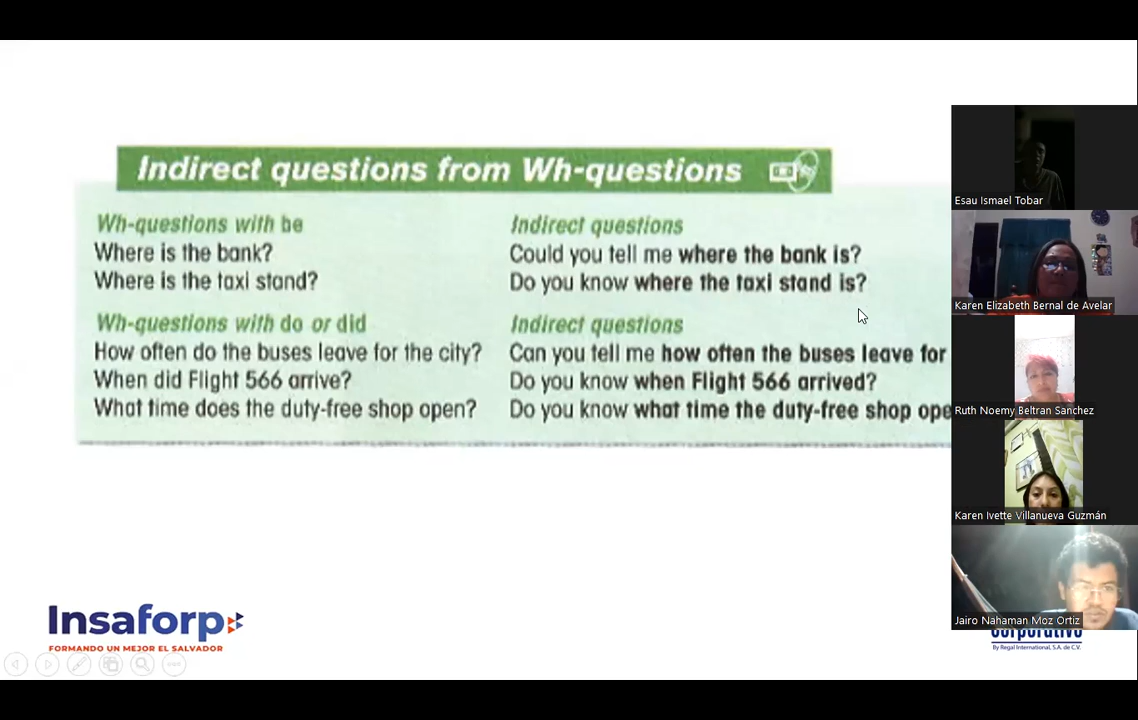 Indirect questions from Wh-questions
Wh-questions with be
Where is the bank?
Where is the taxi stand?
Indirect questions
Could you tell me where the bank is?
Do you know where the taxi stand is?
Wh-questions with do or did
How often do the buses leave for the city?
When did Flight 566 arrive?
What time does the duty-free shop open?
Indirect questions
Can you tell me how often the buses leave for
Do you know when Flight 566 arrived?
Do you know what time the duty-free shop ope
Esau Ismael Tobar
Karen Elizabeth Bernal de Avelar
Ruth Noemy Beltran Sanchez
Karen Ivette Villanueva Guzmán
Jairo Nahaman Moz Ortiz
Insaforp
FORMANDO UN MEJOR EL SALVADOR
Corporativo
By Regal International, S.A. de C.V.